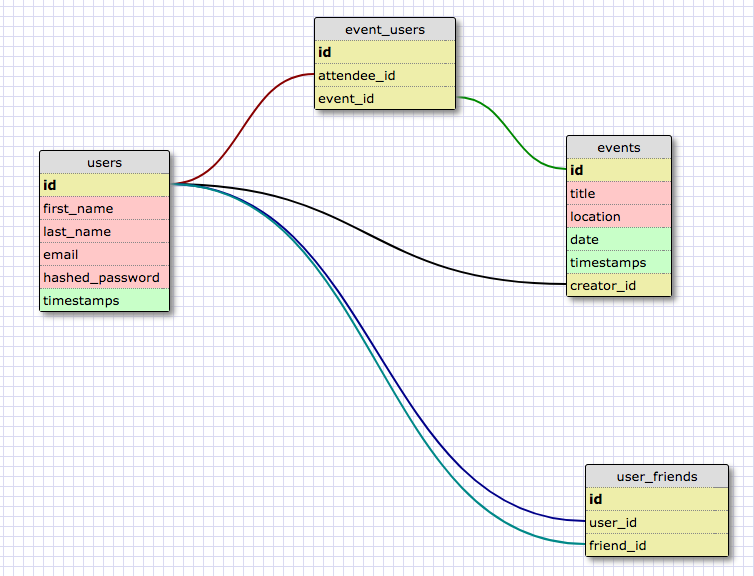 event_users
id
attendee_id
event_id
users
id
first_name
last_name
email
hashed_password
timestamps
events
id
title
location
date
timestamps
creator_id
user_friends
id
user_id
friend_id